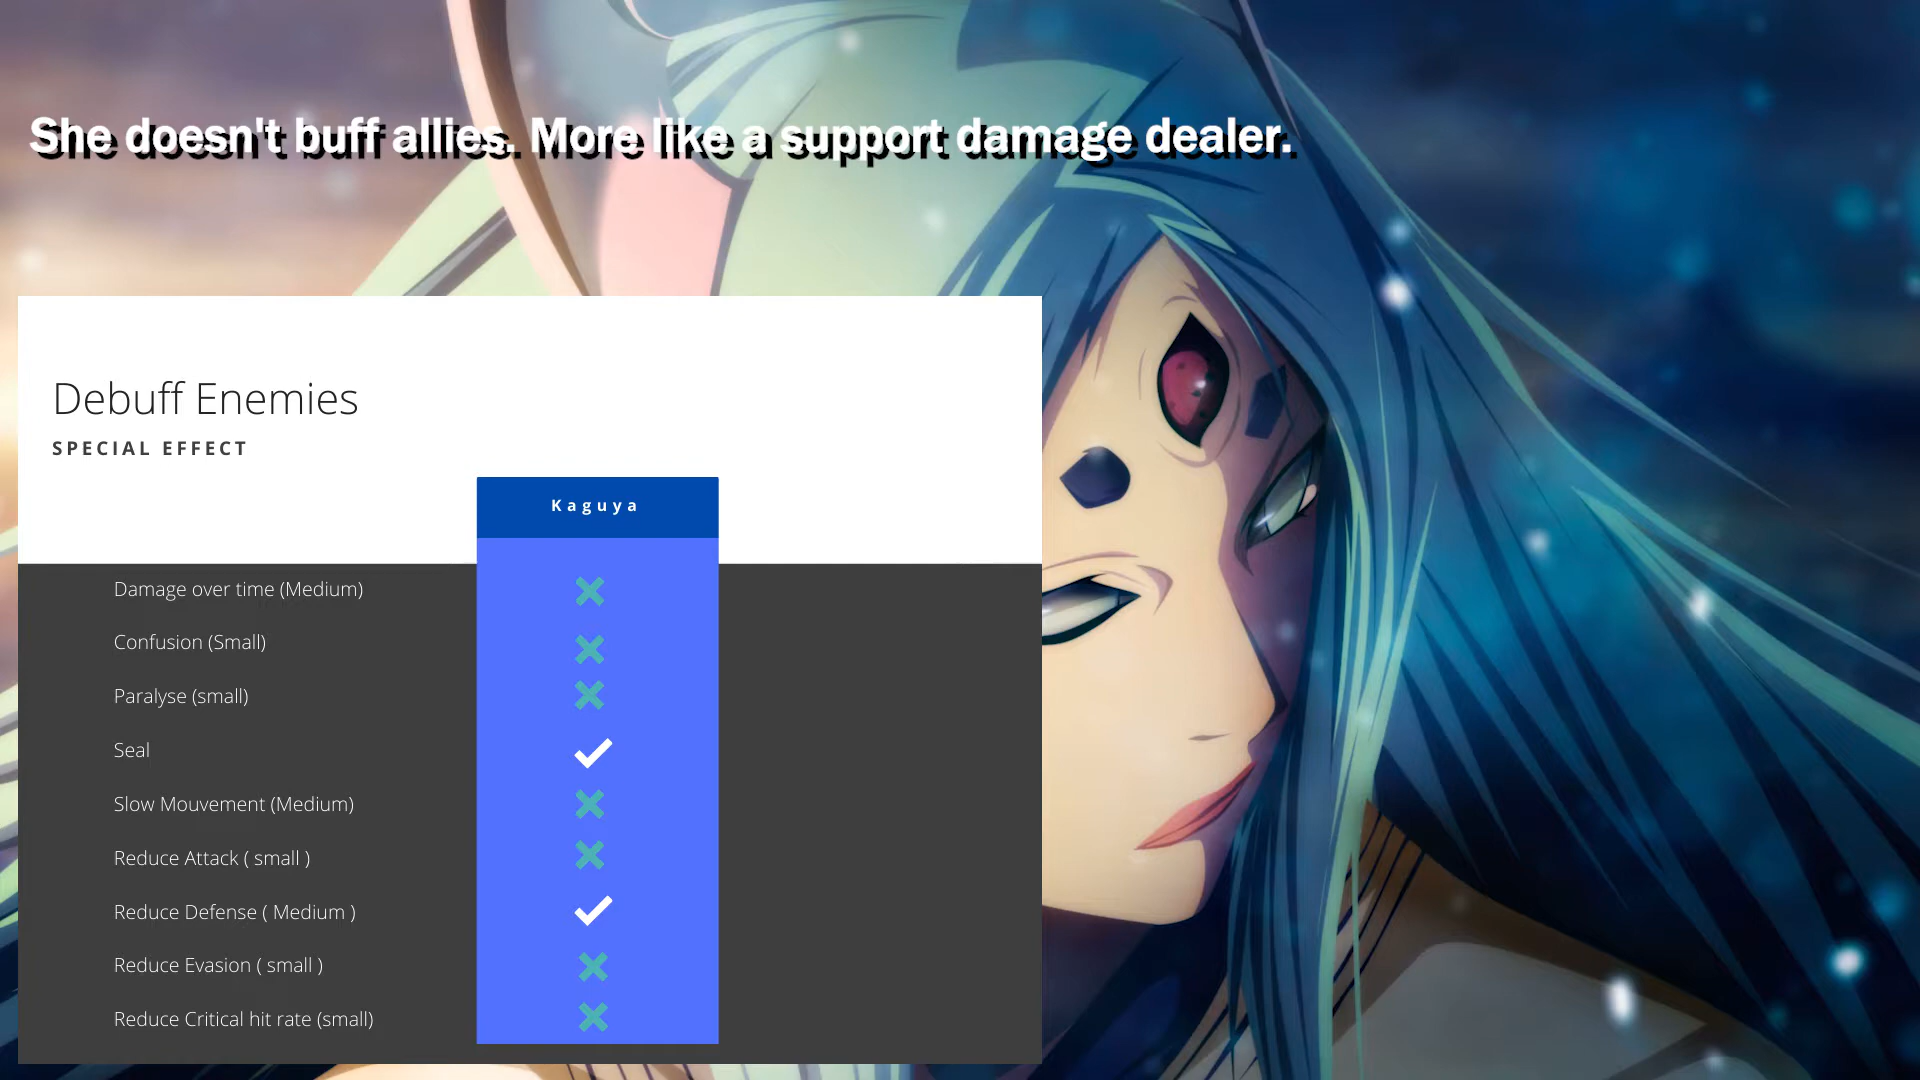 She doesn't buff allies. More like a support damage dealer.
Debuff Enemies
SPECIAL EFFECT
Kaguya
Damage over time (Medium)
Confusion (Small)
Paralyse (small)
Seal
Slow Mouvement (Medium)
Reduce Attack ( small )
Reduce Defense ( Medium )
Reduce Evasion ( small )
Reduce Critical hit rate (small)